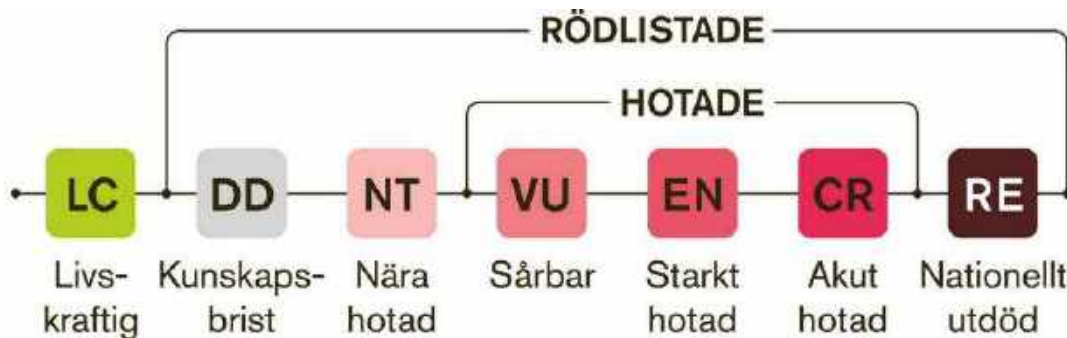 RÖDLISTADE
HOTADE
LC DD NT VU EN CR RE
Livs-
kraftig
Kunskaps-
brist
Nära
hotad
Sårbar
Starkt
hotad
Akut
hotad
Nationellt
utdöd